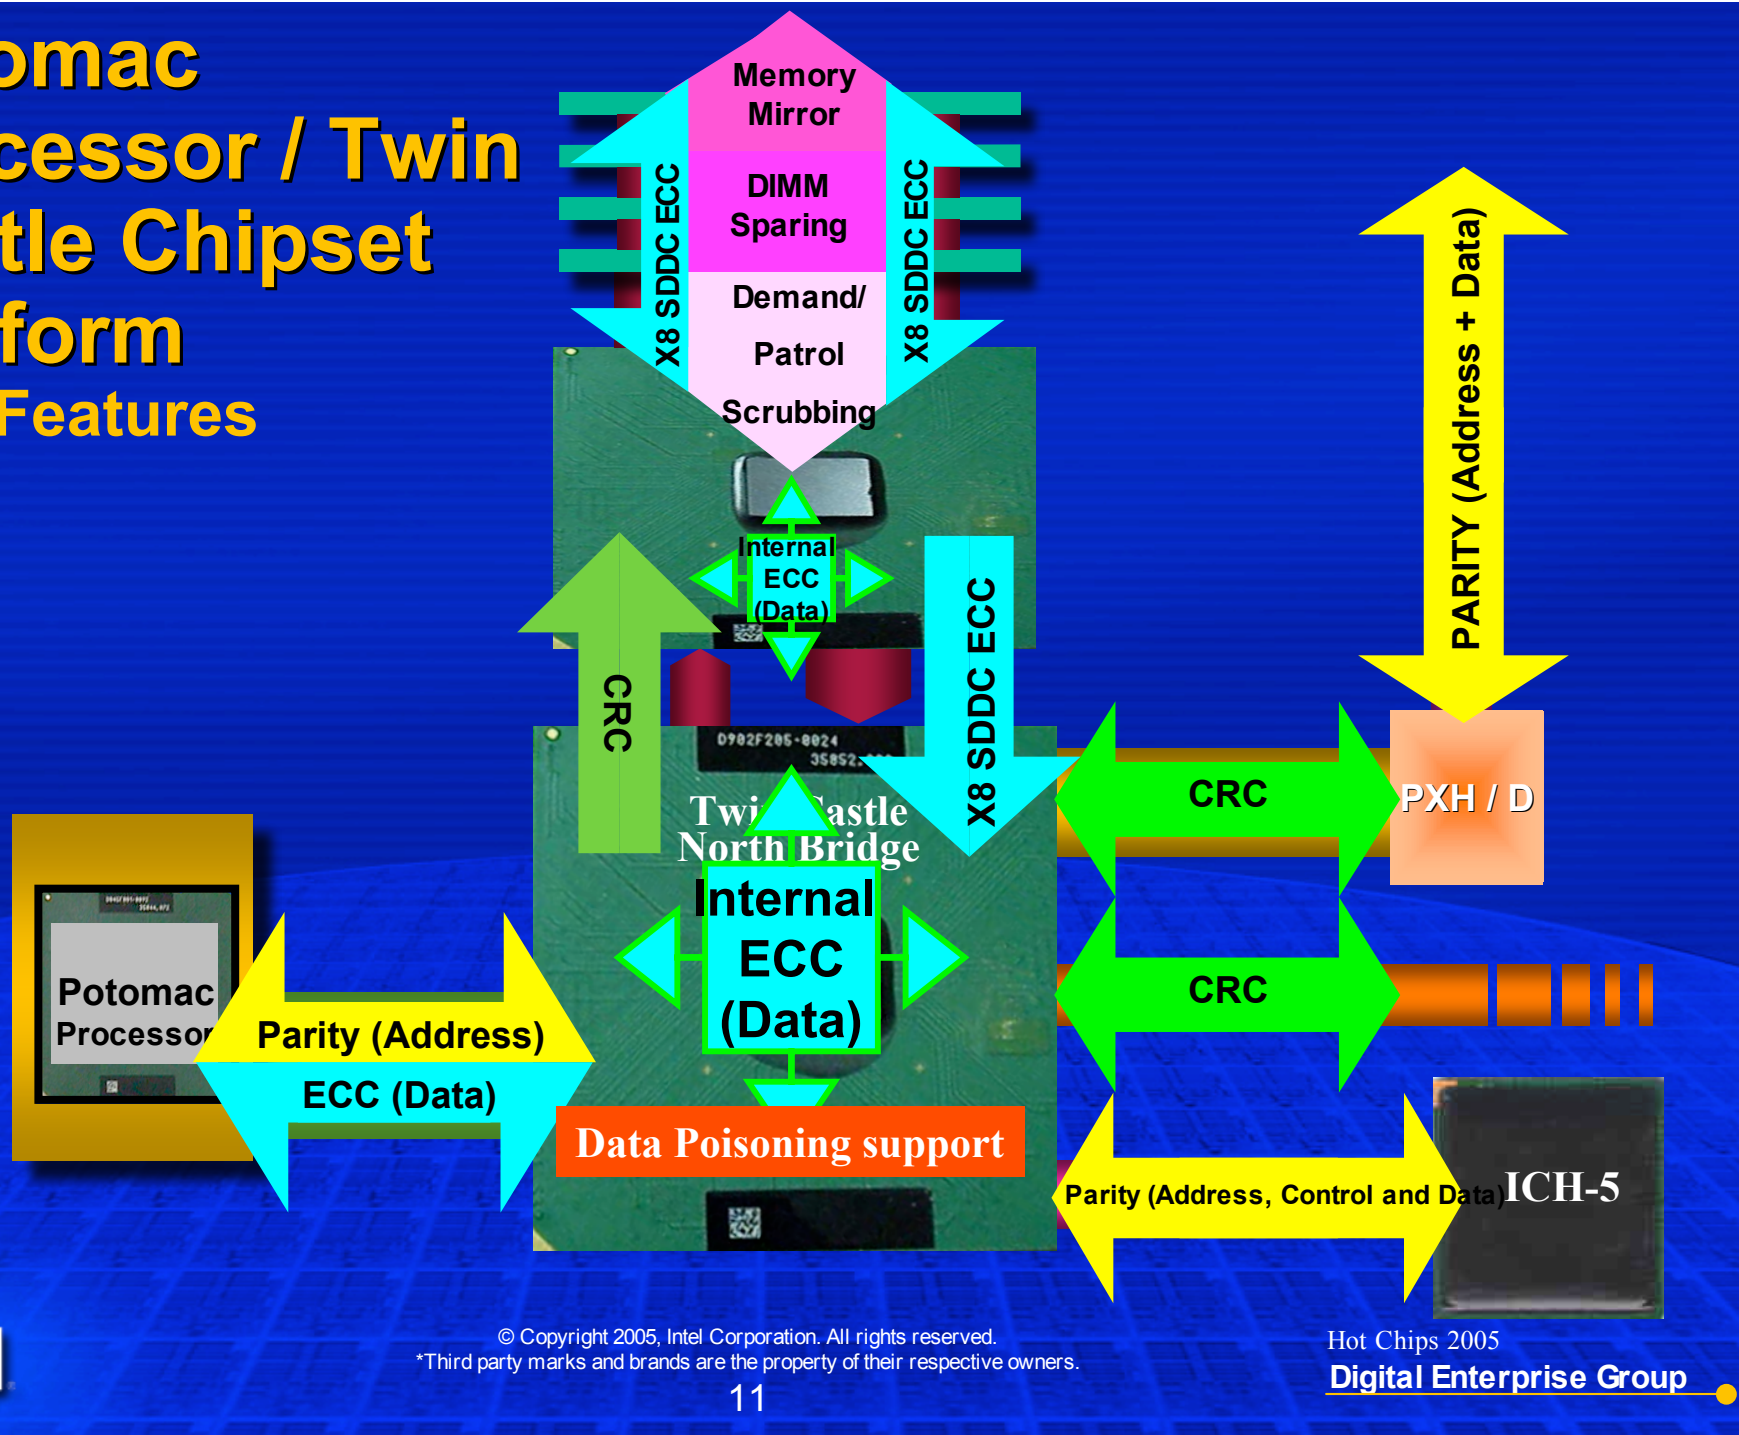 omac
cessor / Twin
tle Chipset
form
Features
Memory
Mirror
DIMM
Sparing
Demand/
Patrol
Scrubbing
X8 SDDC ECC
X8 SDDC ECC
PARITY (Address + Data)
Internal
ECC
(Data)
CRC
X8 SDDC ECC
D902F205-0024
Twin Castle
North Bridge
Internal
ECC
(Data)
CRC
PXH / D
CRC
Potomac
Processor
Parity (Address)
ECC (Data)
Data Poisoning support
Parity (Address, Control and Data)
ICH-5
© Copyright 2005, Intel Corporation. All rights reserved.
*Third party marks and brands are the property of their respective owners.
11
Hot Chips 2005
Digital Enterprise Group